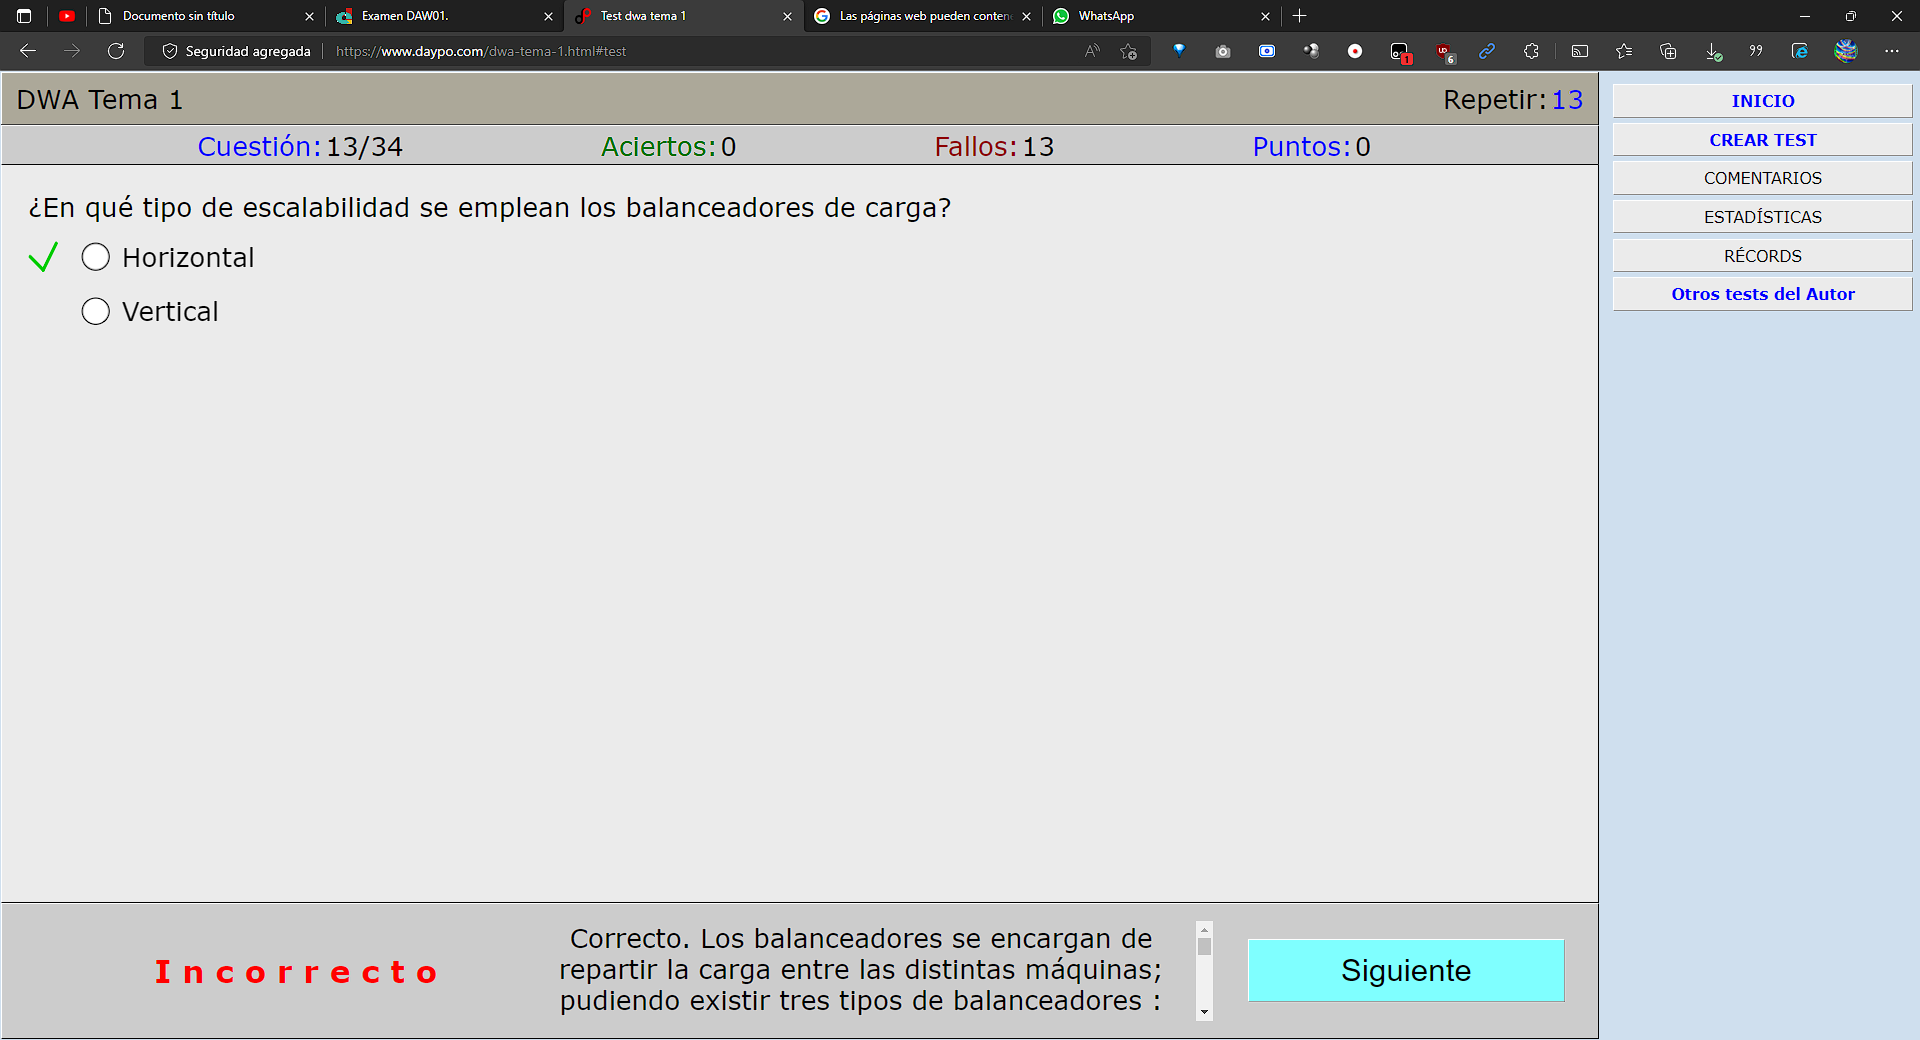 Documento sin título
Examen DAW01.
Test dwa tema 1
Las páginas web pueden conten
WhatsApp
Seguridad agregada
https://www.daypo.com/dwa-tema-1.html#test
1
6
DWA Tema 1
Repetir: 13
Cuestión: 13/34
Aciertos: 0
Fallos: 13
Puntos: 0
¿En qué tipo de escalabilidad se emplean los balanceadores de carga?
Horizontal
Vertical
Incorrecto
Correcto. Los balanceadores se encargan de
repartir la carga entre las distintas máquinas;
pudiendo existir tres tipos de balanceadores :
Siguiente
INICIO
CREAR TEST
COMENTARIOS
ESTADÍSTICAS
RÉCORDS
Otros tests del Autor